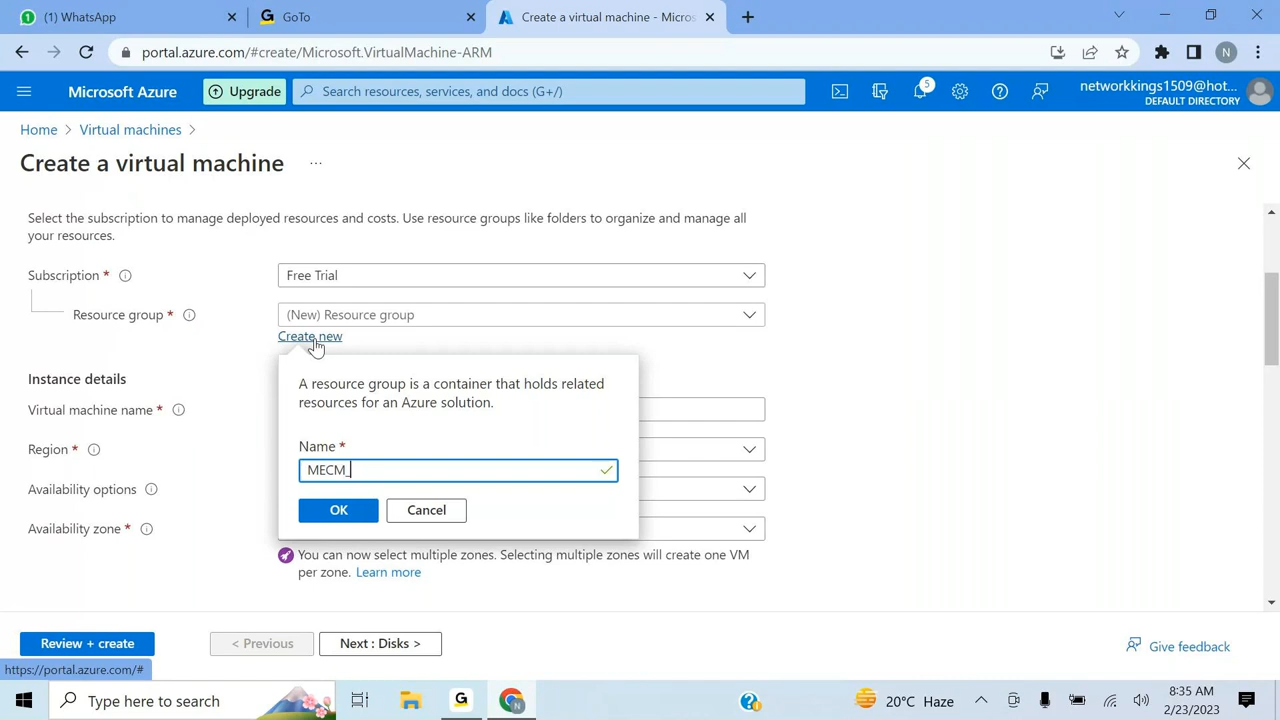 (1) WhatsApp
GoTo
Create a virtual machine - Micros
portal.azure.com/#create/Microsoft.VirtualMachine-ARM
N
Microsoft Azure
Upgrade
Search resources, services, and docs (G+/)
5
networkkings1509@hot...
DEFAULT DIRECTORY
Home > Virtual machines >
Create a virtual machine ...
Select the subscription to manage deployed resources and costs. Use resource groups like folders to organize and manage all
your resources.
Subscription *
Free Trial
Resource group *
(New) Resource group
Create new
A resource group is a container that holds related
resources for an Azure solution.
Name *
MECM_
OK
Cancel
Instance details
Virtual machine name *
Region *
Availability options
Availability zone *
You can now select multiple zones. Selecting multiple zones will create one VM
per zone. Learn more
Review + create
< Previous
Next : Disks >
Give feedback
https://portal.azure.com/#
Type here to search
20°C Haze
8:35 AM
2/23/2023